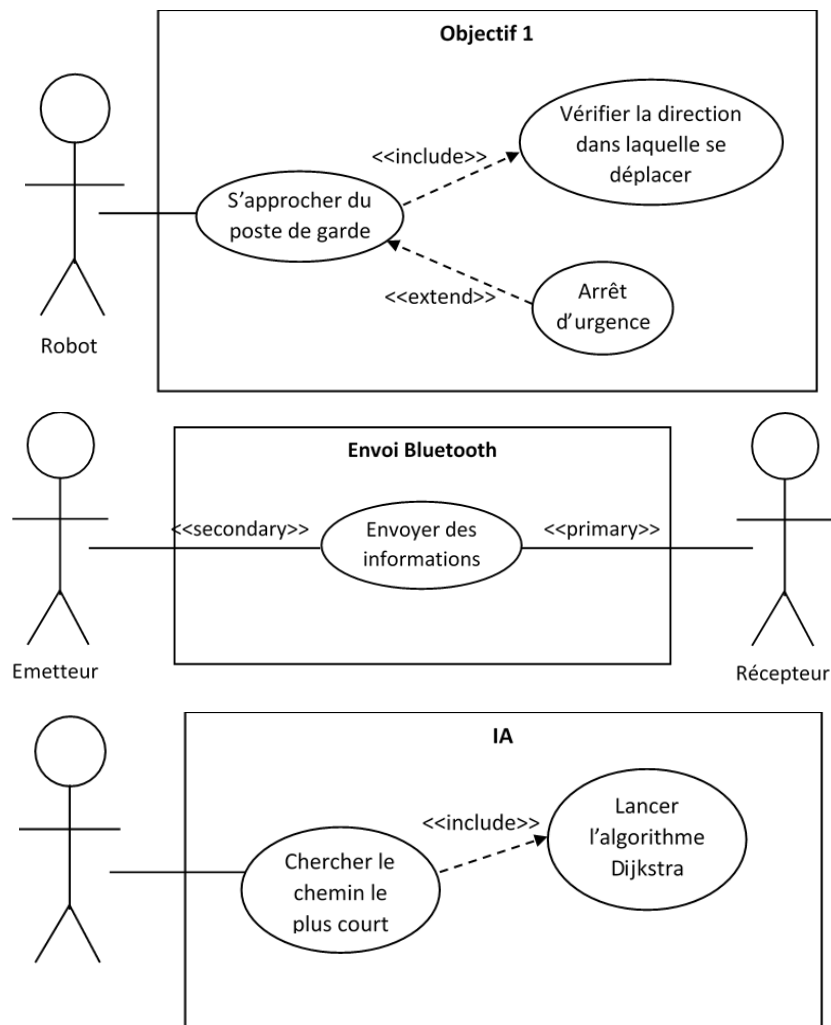 Objectif 1
Vérifier la direction
dans laquelle se
déplacer
<<include>>
S'approcher du
poste de garde
<<extend>>
Arrêt
d'urgence
Robot
Envoi Bluetooth
<<secondary>>
Envoyer des
informations
<<primary>>
Emetteur
Récepteur
IA
Lancer
l'algorithme
Dijkstra
<<include>>
Chercher le
chemin le
plus court